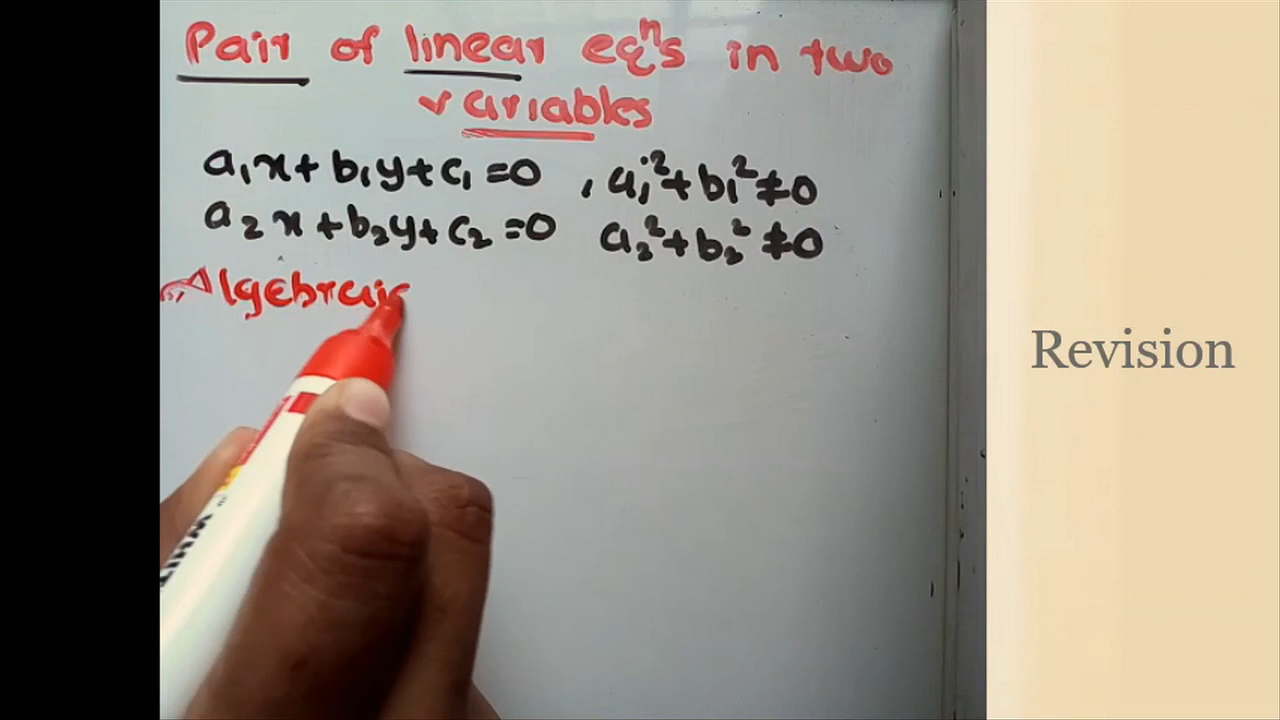 Pair of linear eqⁿs in two
variables
a₁x + b₁y + c₁ = 0 , a₁² + b₁² ≠ 0
a₂x + b₂y + c₂ = 0 a₂² + b₂² ≠ 0
Algebraic
Revision